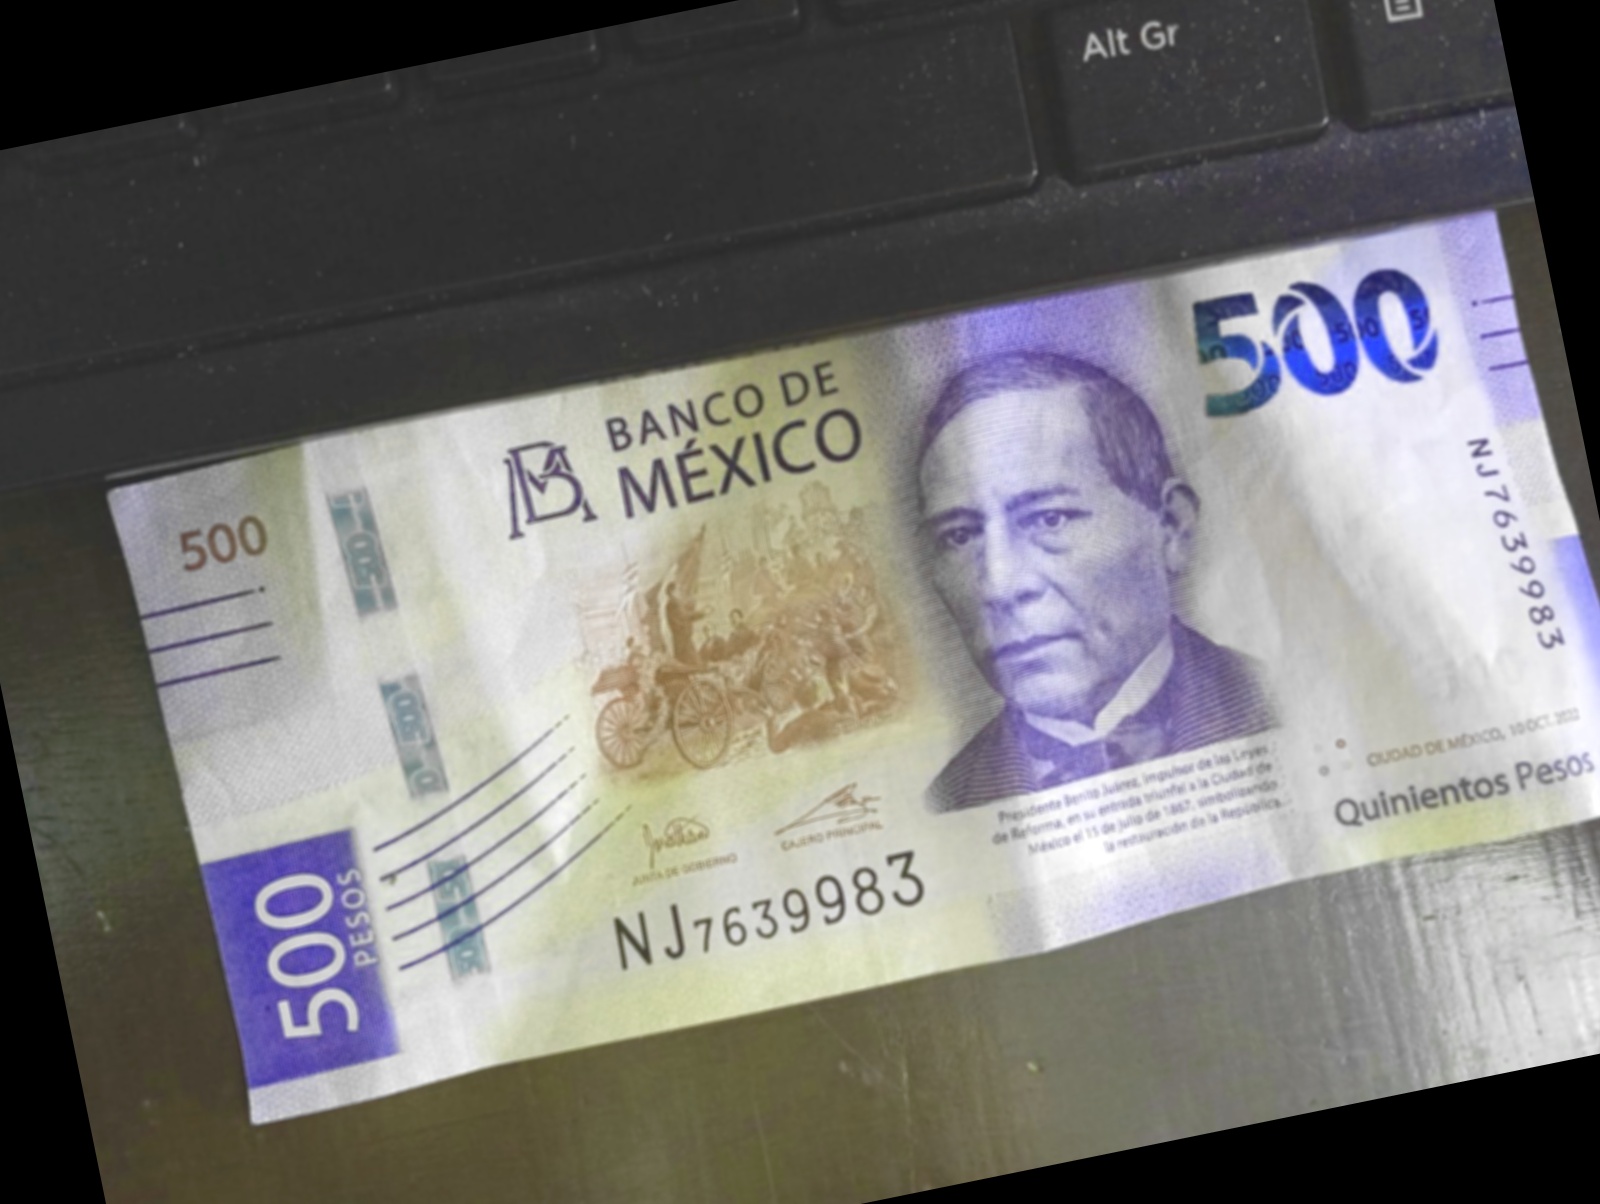 Alt Gr
500
BANCO DE
MÉXICO
500
NJ7639983
500
PESOS
JUNTA DE GOBIERNO
CAJERO PRINCIPAL
NJ7639983
Presidente Benito Juárez, impulsor de las Leyes
de Reforma, en su entrada triunfal a la Ciudad de
México el 15 de julio de 1867, simbolizando
la restauración de la República.
CIUDAD DE MÉXICO, 10 OCT. 2022
Quinientos Pesos